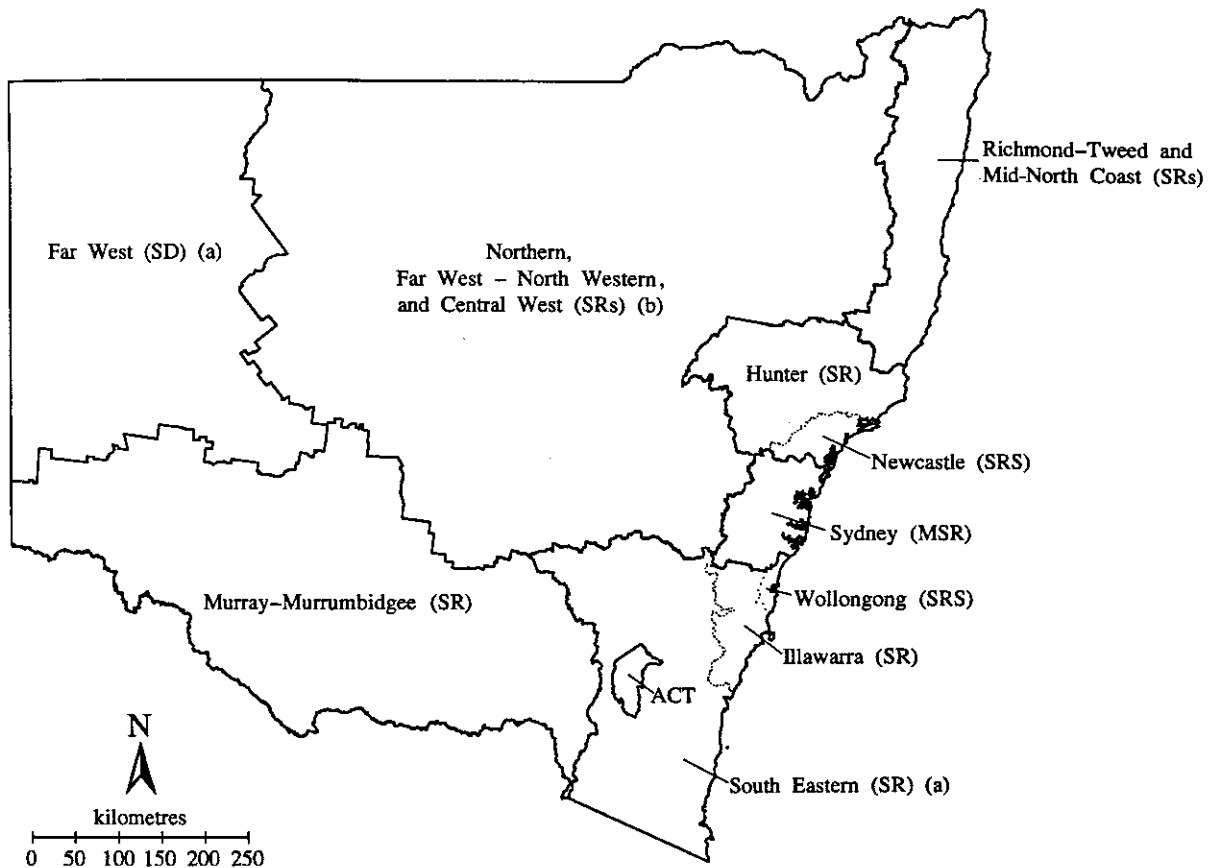 Richmond–Tweed and
Mid-North Coast (SRs)
Far West (SD) (a)
Northern,
Far West – North Western,
and Central West (SRs) (b)
Hunter (SR)
Newcastle (SRS)
Sydney (MSR)
Murray–Murrumbidgee (SR)
Wollongong (SRS)
Illawarra (SR)
ACT
South Eastern (SR) (a)
N
kilometres
0 50 100 150 200 250